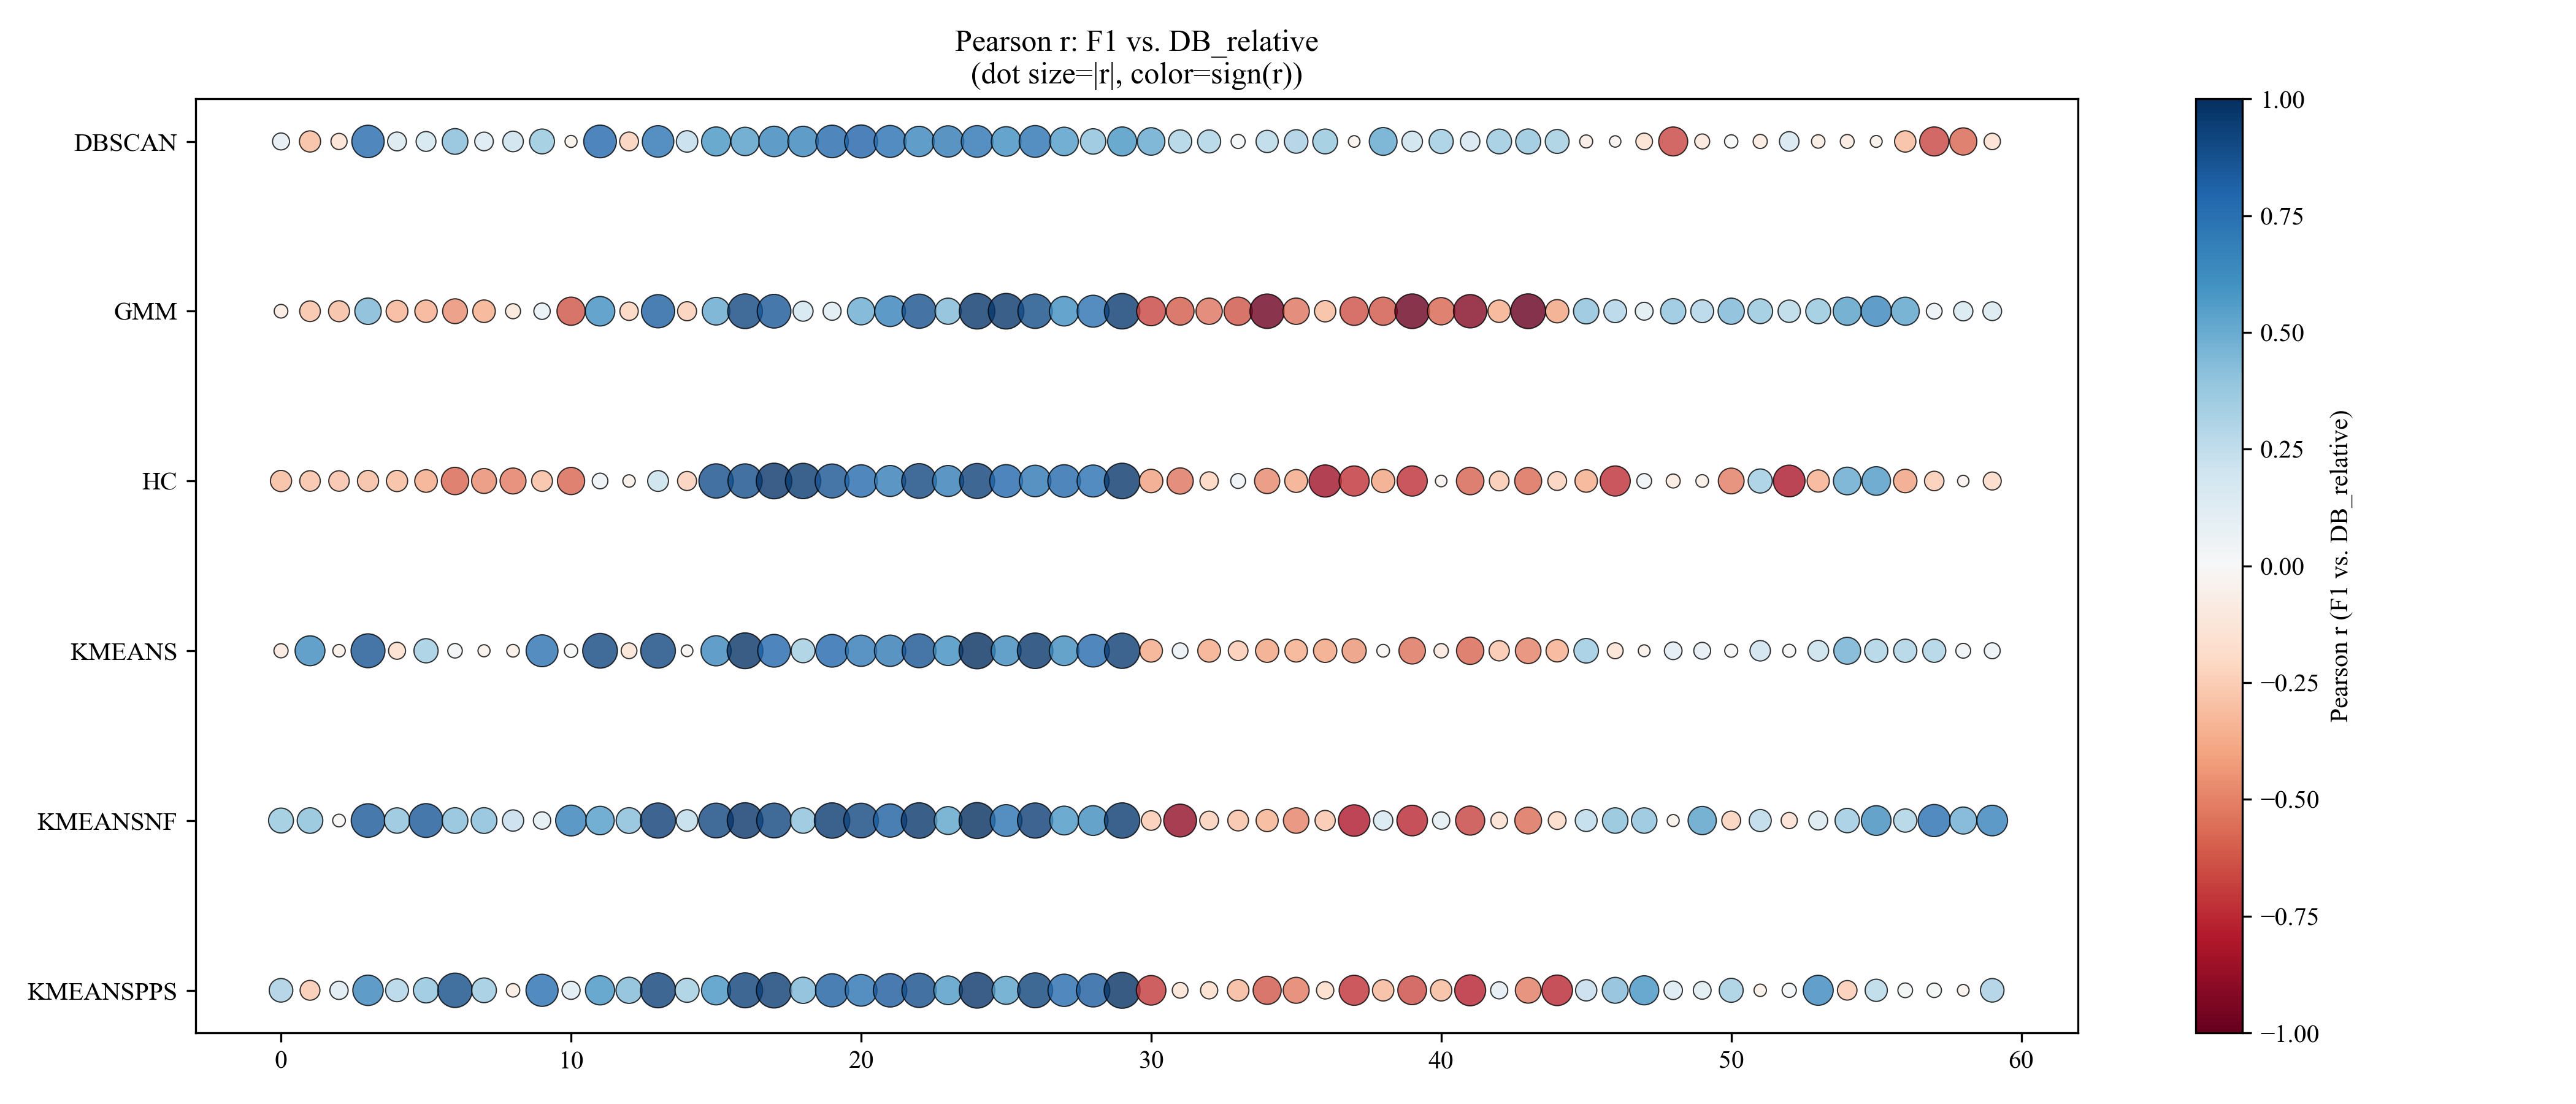 Pearson r: F1 vs. DB_relative
(dot size=|r|, color=sign(r))
DBSCAN
GMM
HC
KMEANS
KMEANSNF
KMEANSPPS
0 10 20 30 40 50 60
1.00
0.75
0.50
0.25
0.00
−0.25
−0.50
−0.75
−1.00
Pearson r (F1 vs. DB_relative)